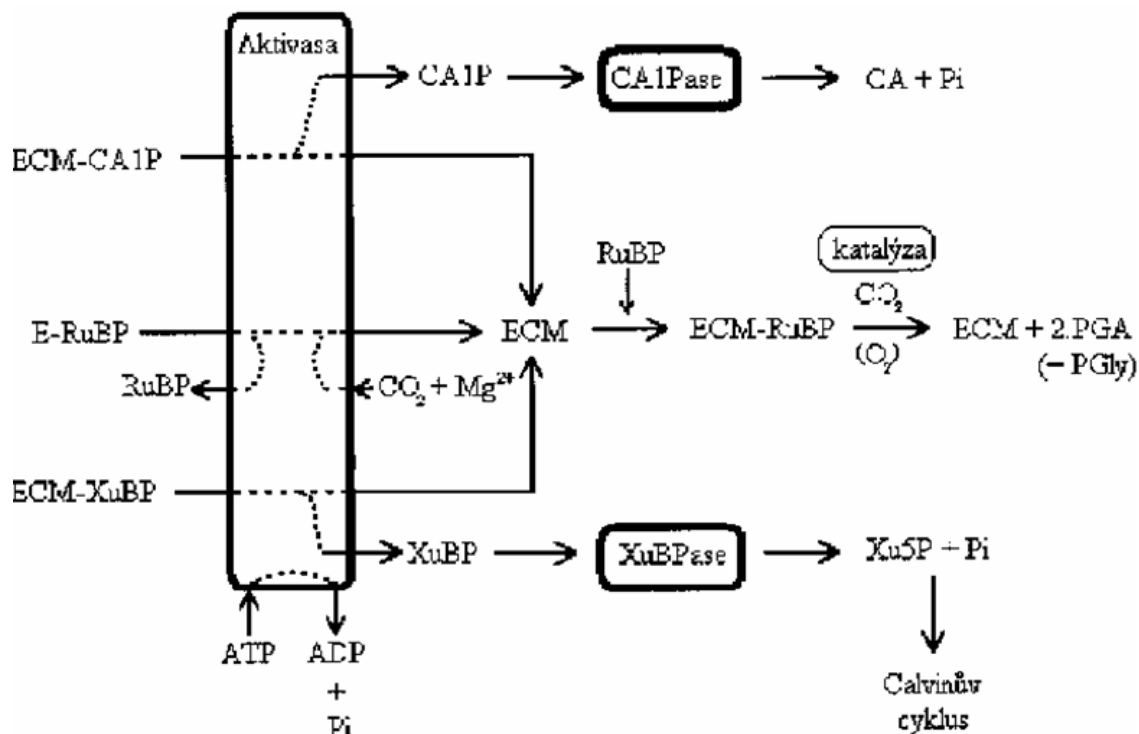 Aktivasa
CA1P
CA1Pase
CA + Pi
ECM-CA1P
RuBP
katalýza
CO₂
E-RuBP
ECM
ECM-RuBP
ECM + 2.PGA
(O₂)
(– PGly)
RuBP
CO₂ + Mg²⁺
ECM-XuBP
XuBP
XuBPase
Xu5P + Pi
ATP
ADP
+
Pi
Calvinův
cyklus